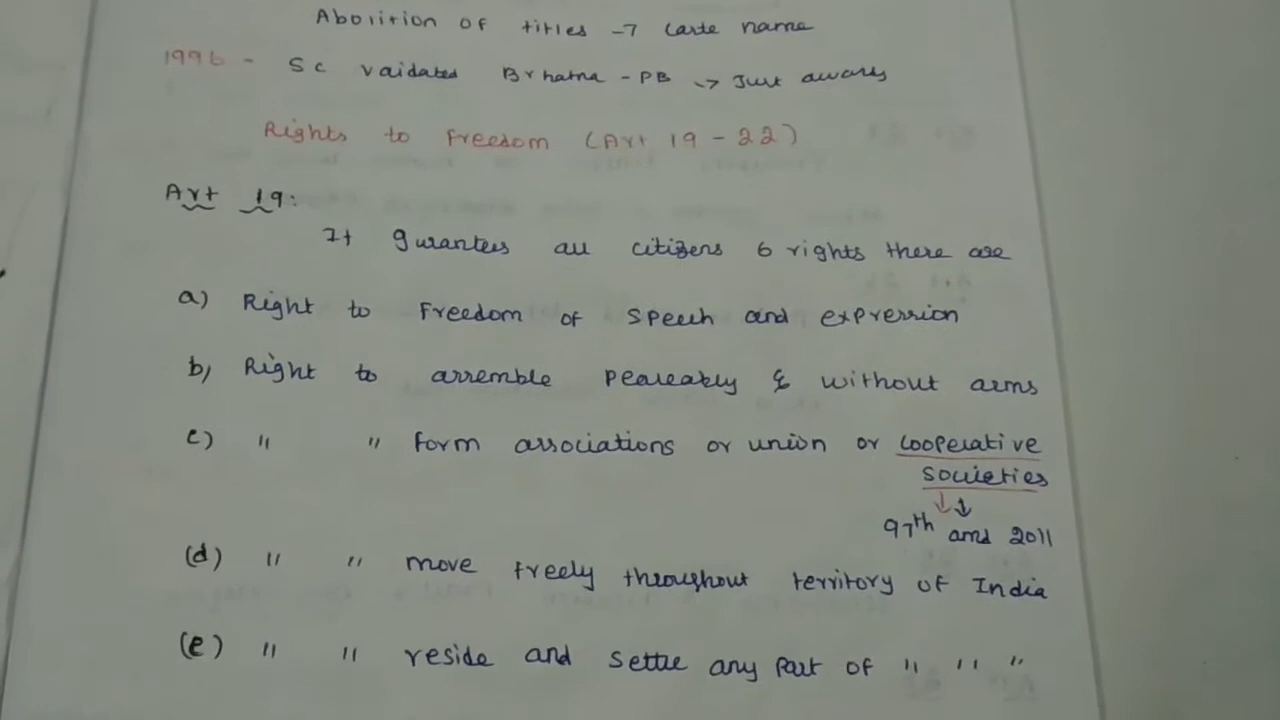 Abolition of titles → Caste name
1996 - SC vaidated Brhatna - PB → Just awards
Rights to Freedom (Art 19 - 22)
Art 19:
It gurantees all citizens 6 rights there are
a) Right to Freedom of speech and expression
b) Right to assemble peaceably & without arms
c) " " form associations or union or cooperative
societies
97th amd 2011
(d) " " move freely throughout territory of India
(e) " " reside and settle any part of " " "